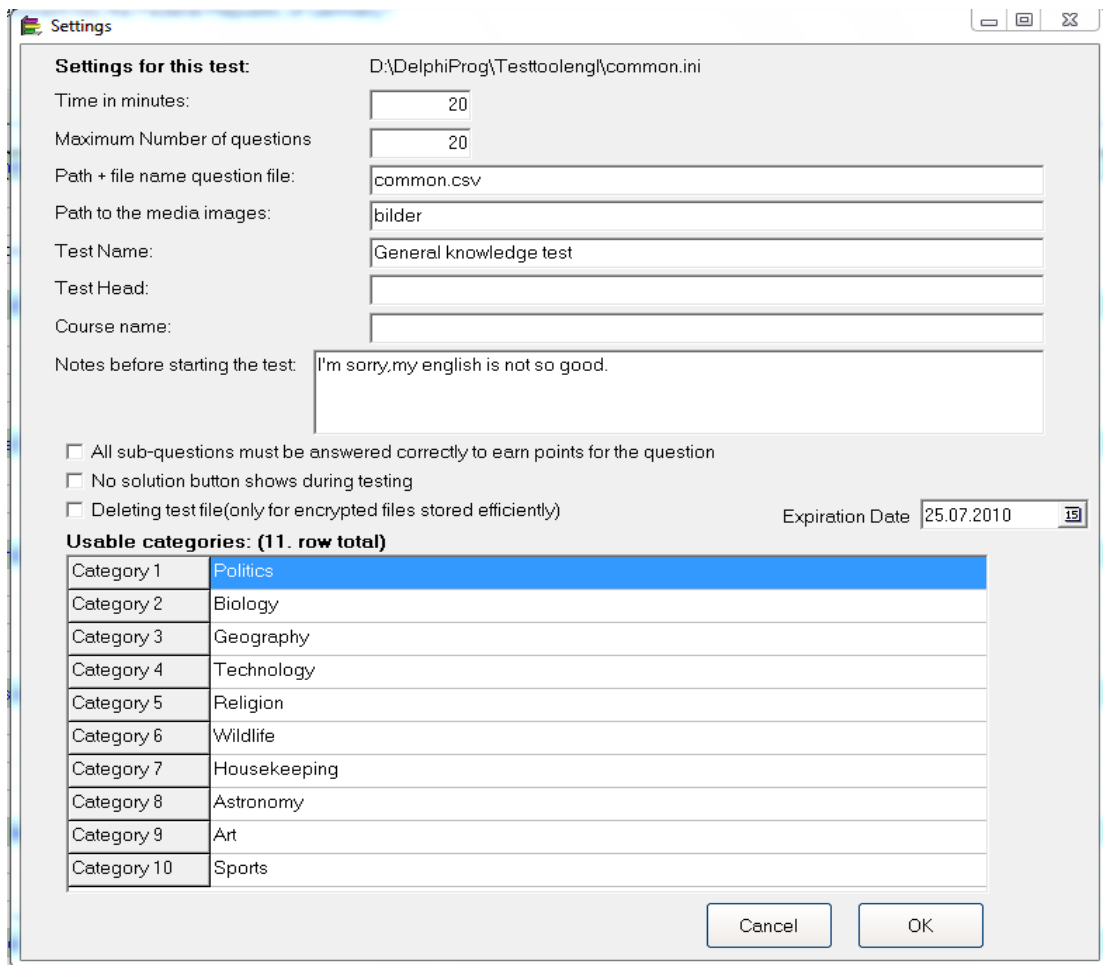 Settings
Settings for this test: D:\DelphiProg\Testtoolengl\common.ini
Time in minutes: 20
Maximum Number of questions 20
Path + file name question file: common.csv
Path to the media images: bilder
Test Name: General knowledge test
Test Head:
Course name:
Notes before starting the test: I'm sorry,my english is not so good.
All sub-questions must be answered correctly to earn points for the question
No solution button shows during testing
Deleting test file(only for encrypted files stored efficiently)
Expiration Date 25.07.2010 15
Usable categories: (11. row total)
Category 1 Politics
Category 2 Biology
Category 3 Geography
Category 4 Technology
Category 5 Religion
Category 6 Wildlife
Category 7 Housekeeping
Category 8 Astronomy
Category 9 Art
Category 10 Sports
Cancel OK